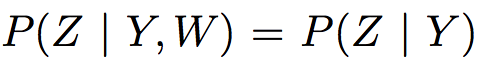 P(Z | Y, W) = P(Z | Y)